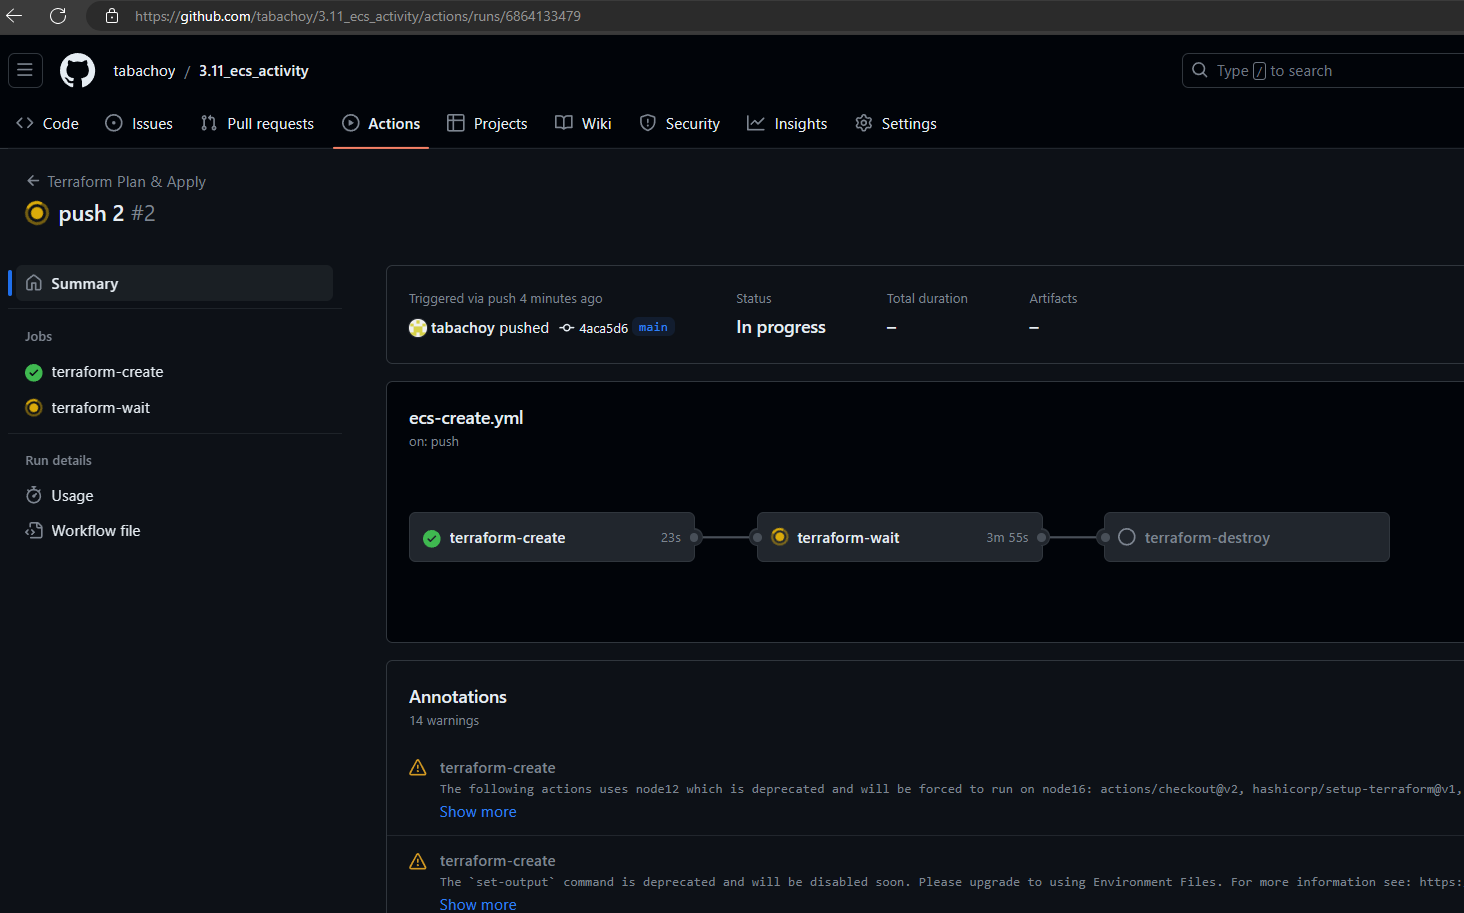 https://github.com/tabachoy/3.11_ecs_activity/actions/runs/6864133479
tabachoy / 3.11_ecs_activity
Type / to search
Code
Issues
Pull requests
Actions
Projects
Wiki
Security
Insights
Settings
Terraform Plan & Apply
push 2 #2
Summary
Jobs
terraform-create
terraform-wait
Run details
Usage
Workflow file
Triggered via push 4 minutes ago
tabachoy pushed 4aca5d6 main
Status
In progress
Total duration
–
Artifacts
–
ecs-create.yml
on: push
terraform-create 23s
terraform-wait 3m 55s
terraform-destroy
Annotations
14 warnings
terraform-create
The following actions uses node12 which is deprecated and will be forced to run on node16: actions/checkout@v2, hashicorp/setup-terraform@v1,
Show more
terraform-create
The `set-output` command is deprecated and will be disabled soon. Please upgrade to using Environment Files. For more information see: https:
Show more